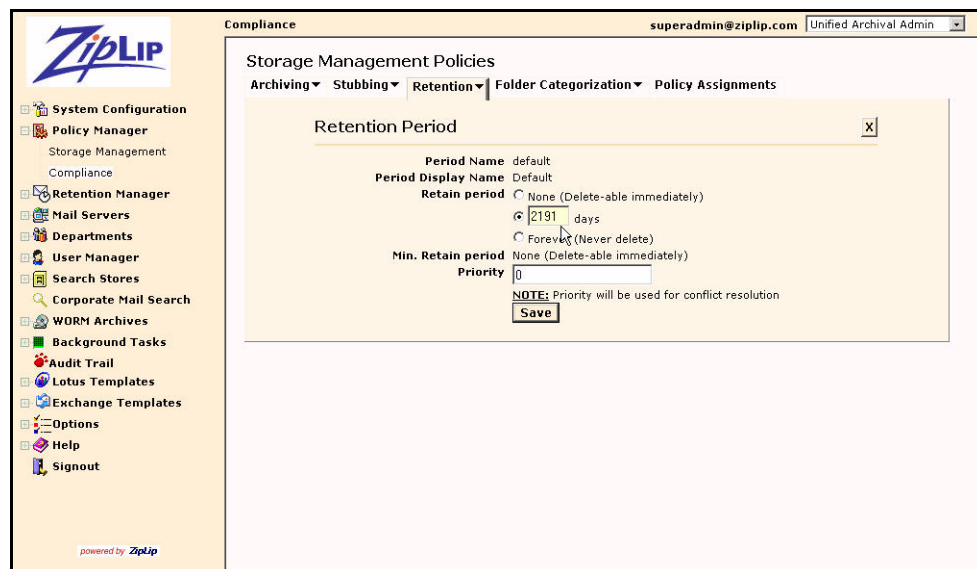 ZipLip
Compliance
superadmin@ziplip.com Unified Archival Admin
Storage Management Policies
Archiving Stubbing Retention Folder Categorization Policy Assignments
System Configuration
Policy Manager
Storage Management
Compliance
Retention Manager
Mail Servers
Departments
User Manager
Search Stores
Corporate Mail Search
WORM Archives
Background Tasks
Audit Trail
Lotus Templates
Exchange Templates
Options
Help
Signout
powered by ZipLip
Retention Period X
Period Name default
Period Display Name Default
Retain period None (Delete-able immediately)
2191 days
Forever (Never delete)
Min. Retain period None (Delete-able immediately)
Priority 0
NOTE: Priority will be used for conflict resolution
Save